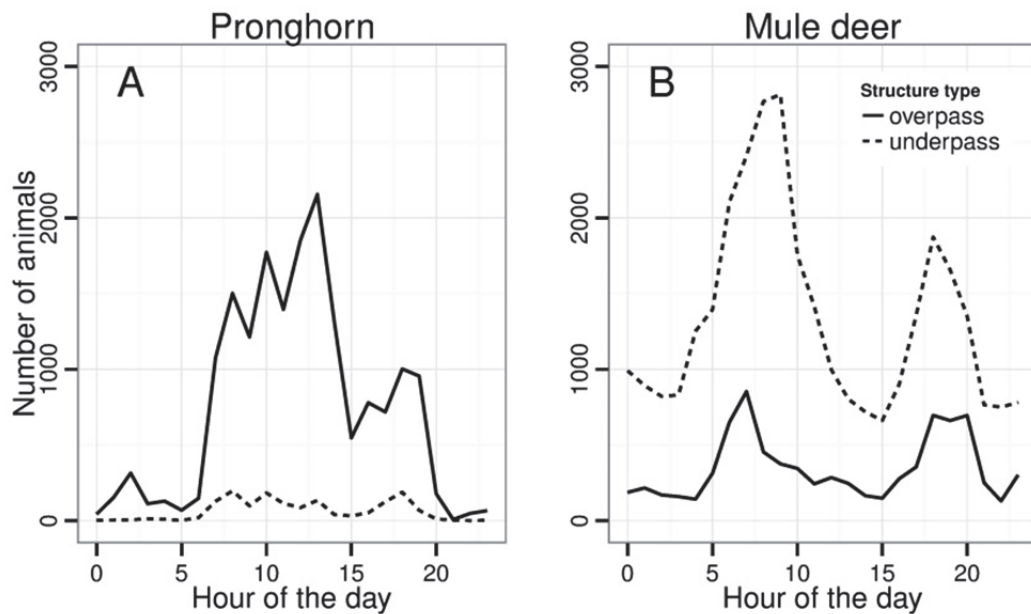 Pronghorn
Mule deer
A
B
Structure type
overpass
underpass
Number of animals
3000
2000
1000
0
3000
2000
1000
0
0 5 10 15 20
0 5 10 15 20
Hour of the day
Hour of the day